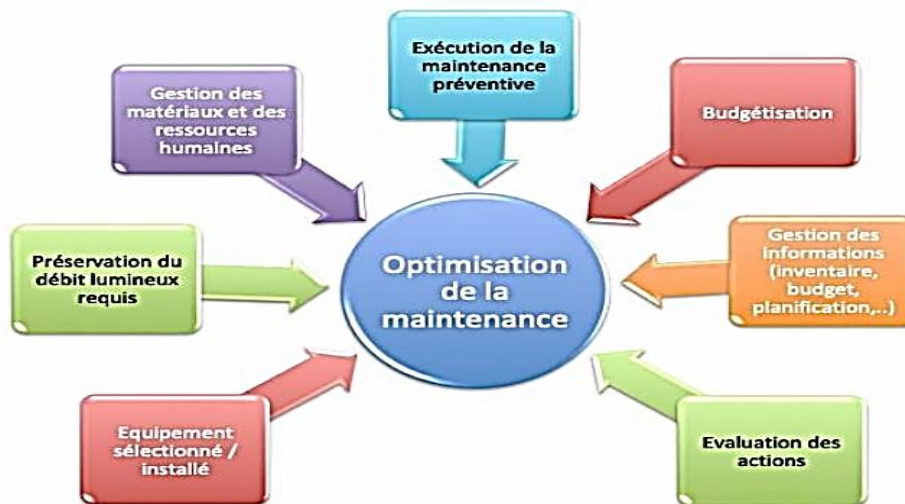 Exécution de la
maintenance
préventive
Gestion des
matériaux et des
ressources
humaines
Budgétisation
Préservation du
débit lumineux
requis
Optimisation
de la
maintenance
Gestion des
informations
(inventaire,
budget,
planification,..)
Equipement
sélectionné /
installé
Evaluation des
actions